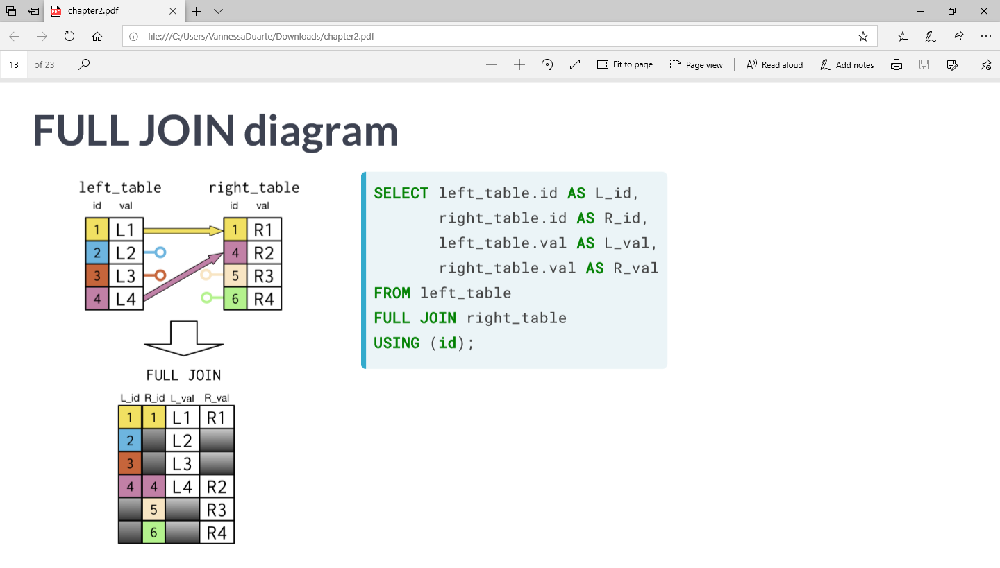 chapter2.pdf
file:///C:/Users/VannessaDuarte/Downloads/chapter2.pdf
13 of 23 Fit to page Page view Read aloud Add notes
FULL JOIN diagram
left_table right_table
id val id val
1 L1 1 R1
2 L2 4 R2
3 L3 5 R3
4 L4 6 R4
FULL JOIN
L_id R_id L_val R_val
1 1 L1 R1
2 L2
3 L3
4 4 L4 R2
5 R3
6 R4
SELECT left_table.id AS L_id,
right_table.id AS R_id,
left_table.val AS L_val,
right_table.val AS R_val
FROM left_table
FULL JOIN right_table
USING (id);